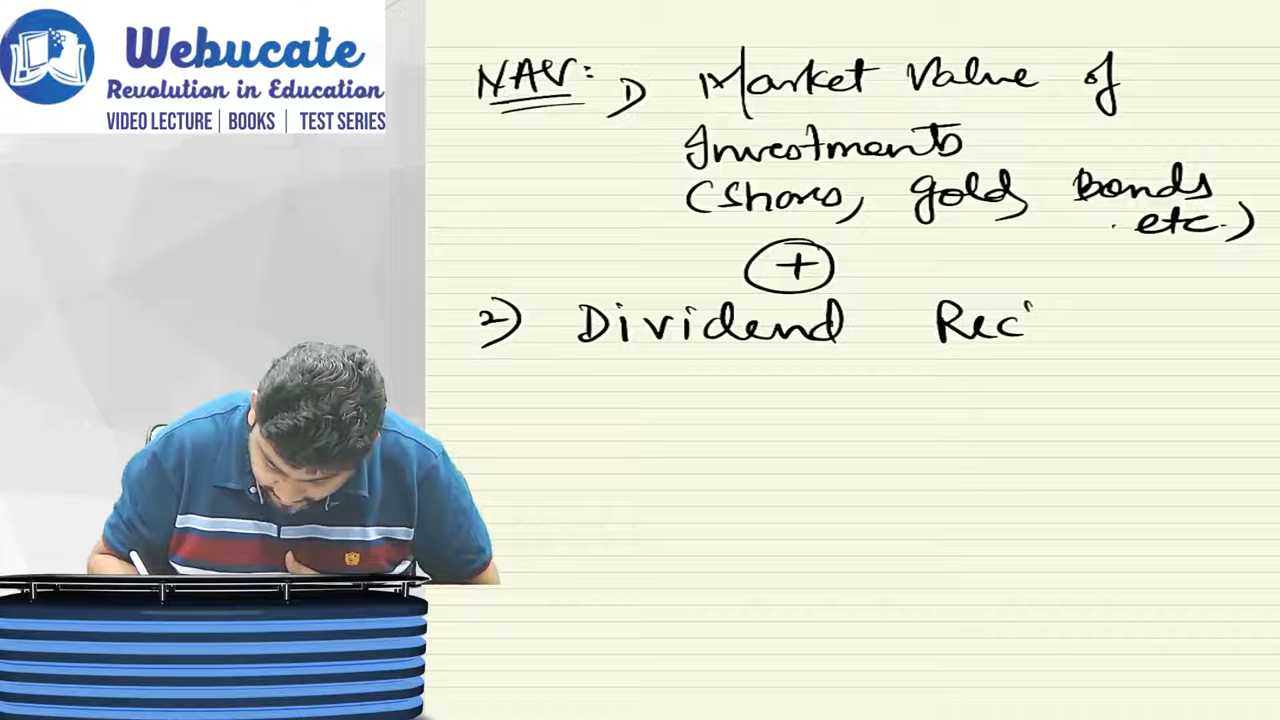 Webucate
Revolution in Education
VIDEO LECTURE | BOOKS | TEST SERIES
NAV: 1) Market Value of
Investments
(Shares, gold Bonds
etc.)
+
2) Dividend Rec